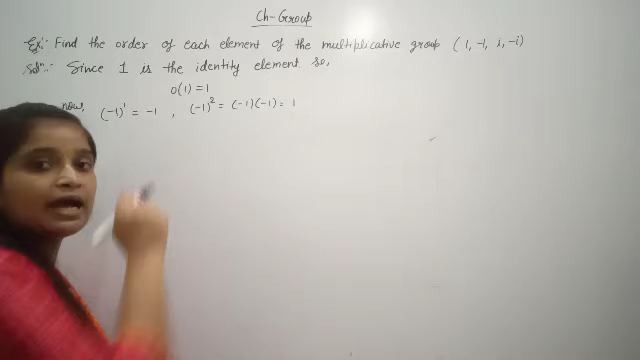 Ch-Group
Ex:- Find the order of each element of the multiplicative group (1, -1, i, -i)
Solⁿ:- Since 1 is the identity element so,
o(1) = 1
now, (-1)¹ = -1 , (-1)² = (-1)(-1) = 1